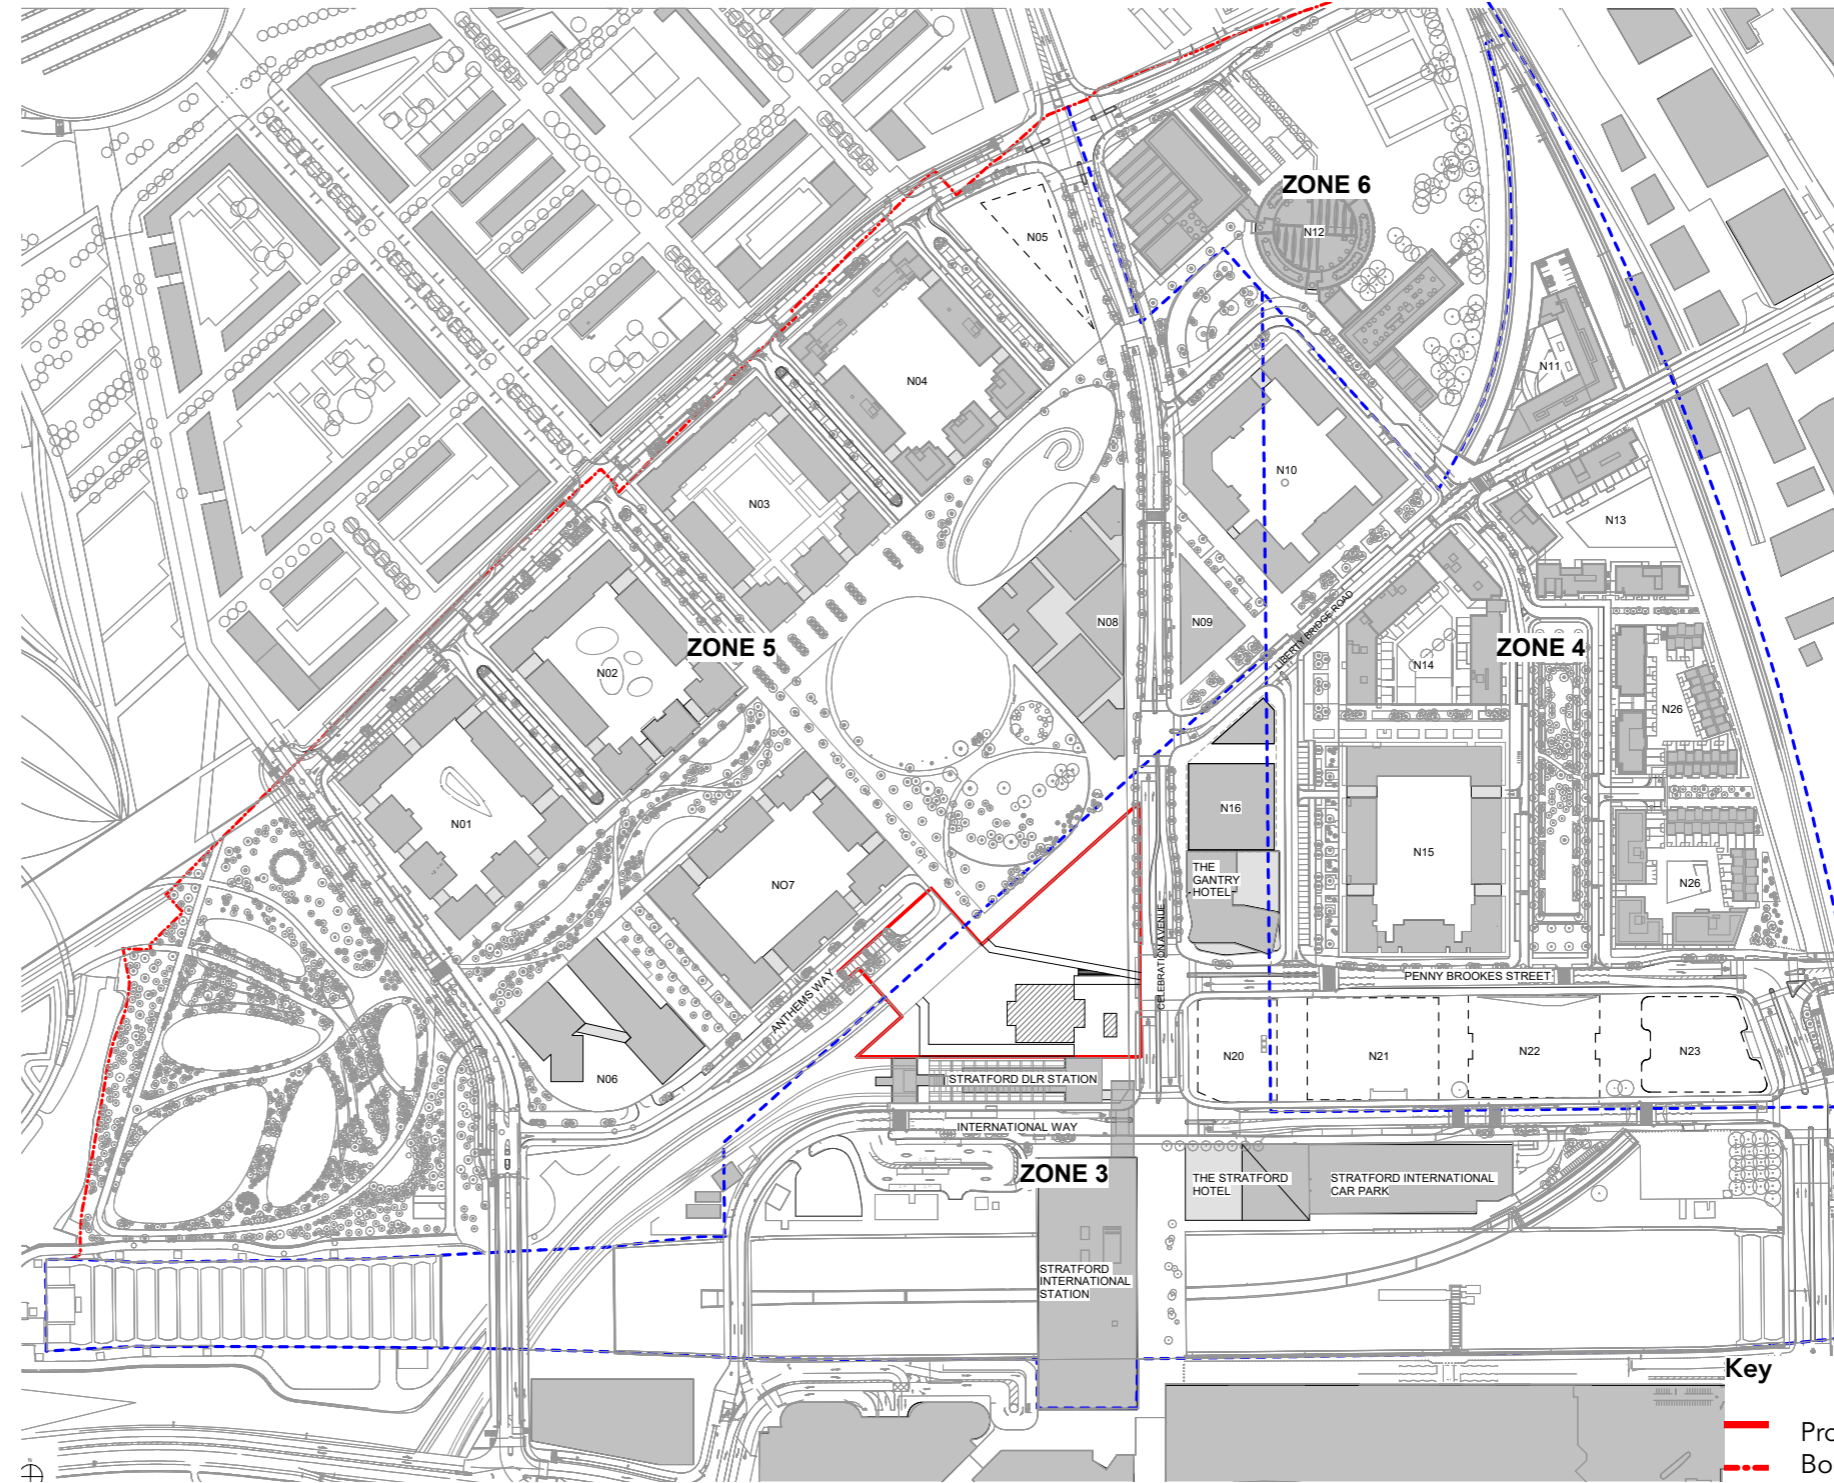 ZONE 6
N12
N05
N11
N04
N10
N03
N13
N08
N09
LIBERTY BRIDGE ROAD
ZONE 5
ZONE 4
N02
N14
N26
N16
N01
N15
THE
GANTRY
HOTEL
NO7
N26
CELEBRATION AVENUE
PENNY BROOKES STREET
ANTHEMS WAY
N20
N21
N22
N23
N06
STRATFORD DLR STATION
INTERNATIONAL WAY
ZONE 3
THE STRATFORD
HOTEL
STRATFORD INTERNATIONAL
CAR PARK
STRATFORD
INTERNATIONAL
STATION
Key
Pro
Bo
N